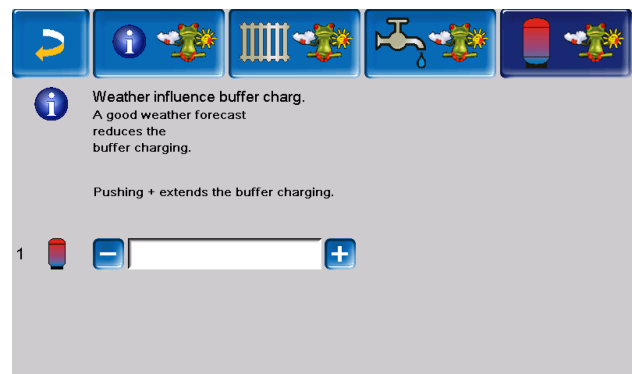 Weather influence buffer charg.
A good weather forecast
reduces the
buffer charging.
Pushing + extends the buffer charging.
1